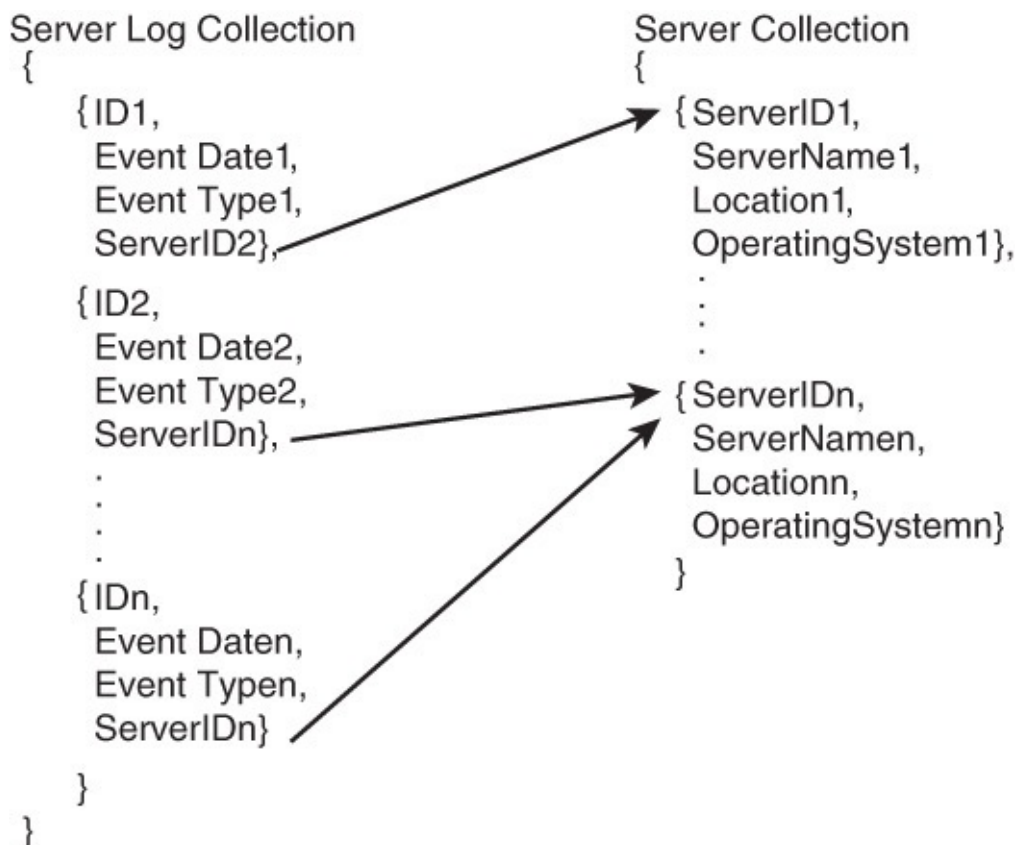 Server Log Collection
{
{ID1,
Event Date1,
Event Type1,
ServerID2},
{ID2,
Event Date2,
Event Type2,
ServerIDn},
.
.
.
.
{IDn,
Event Daten,
Event Typen,
ServerIDn}
}
}
Server Collection
{
{ServerID1,
ServerName1,
Location1,
OperatingSystem1},
.
.
.
.
{ServerIDn,
ServerNamen,
Locationn,
OperatingSystemn}
}